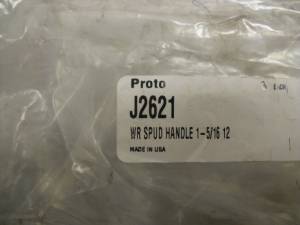 Proto
J2621
WR SPUD HANDLE 1-5/16 12
MADE IN USA